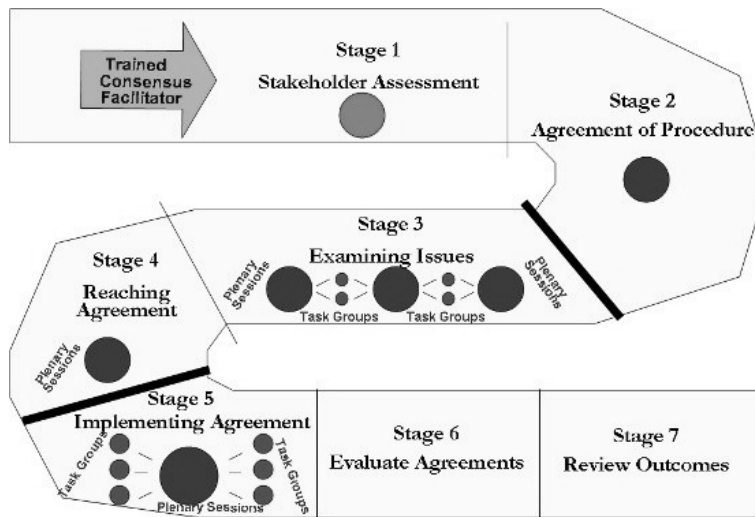 Trained
Consensus
Facilitator
Stage 1
Stakeholder Assessment
Stage 2
Agreement of Procedure
Stage 3
Examining Issues
Plenary
Sessions
Task Groups
Task Groups
Plenary
Sessions
Stage 4
Reaching
Agreement
Plenary
Sessions
Stage 5
Implementing Agreement
Task Groups
Plenary Sessions
Task
Groups
Stage 6
Evaluate Agreements
Stage 7
Review Outcomes